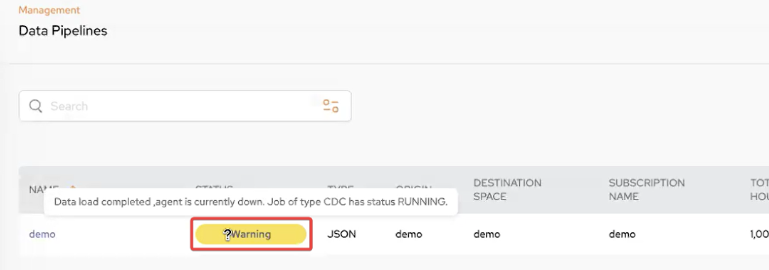 Management
Data Pipelines
Search
NAME STATUS TYPE ORIGIN DESTINATION SPACE SUBSCRIPTION NAME TOT HOU
Data load completed ,agent is currently down. Job of type CDC has status RUNNING.
demo ?Warning JSON demo demo demo 1,00